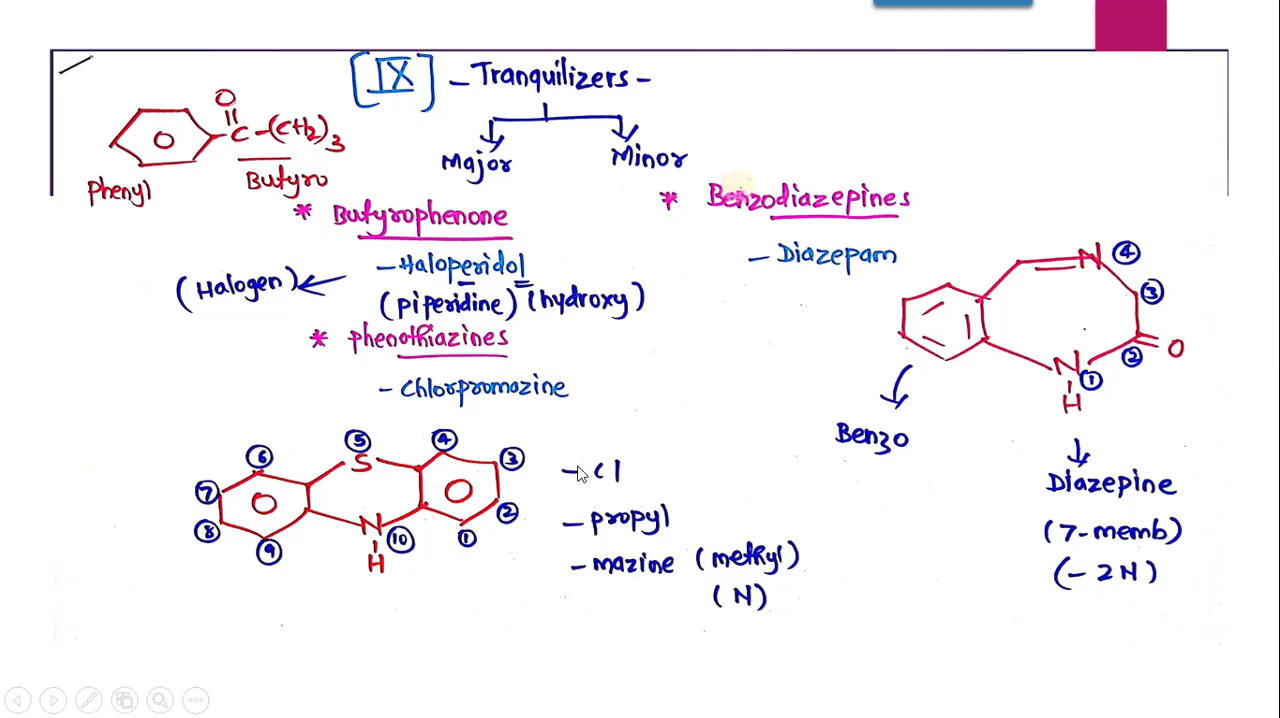 [IX] - Tranquilizers -
O
||
C-(CH2)3
Phenyl
Butyro
Major
Minor
* Butyrophenone
- Haloperidol
(Halogen)
(piperidine) (hydroxy)
* phenothiazines
- Chlorpromazine
* Benzodiazepines
- Diazepam
N ④
③
② O
N ①
H
Benzo
Diazepine
(7-memb)
(- 2N)
⑥ ⑤ ④
S ③
⑦
⑧ N ②
⑨ H ⑩ ①
- Cl
- propyl
- mazine (methyl)
(N)